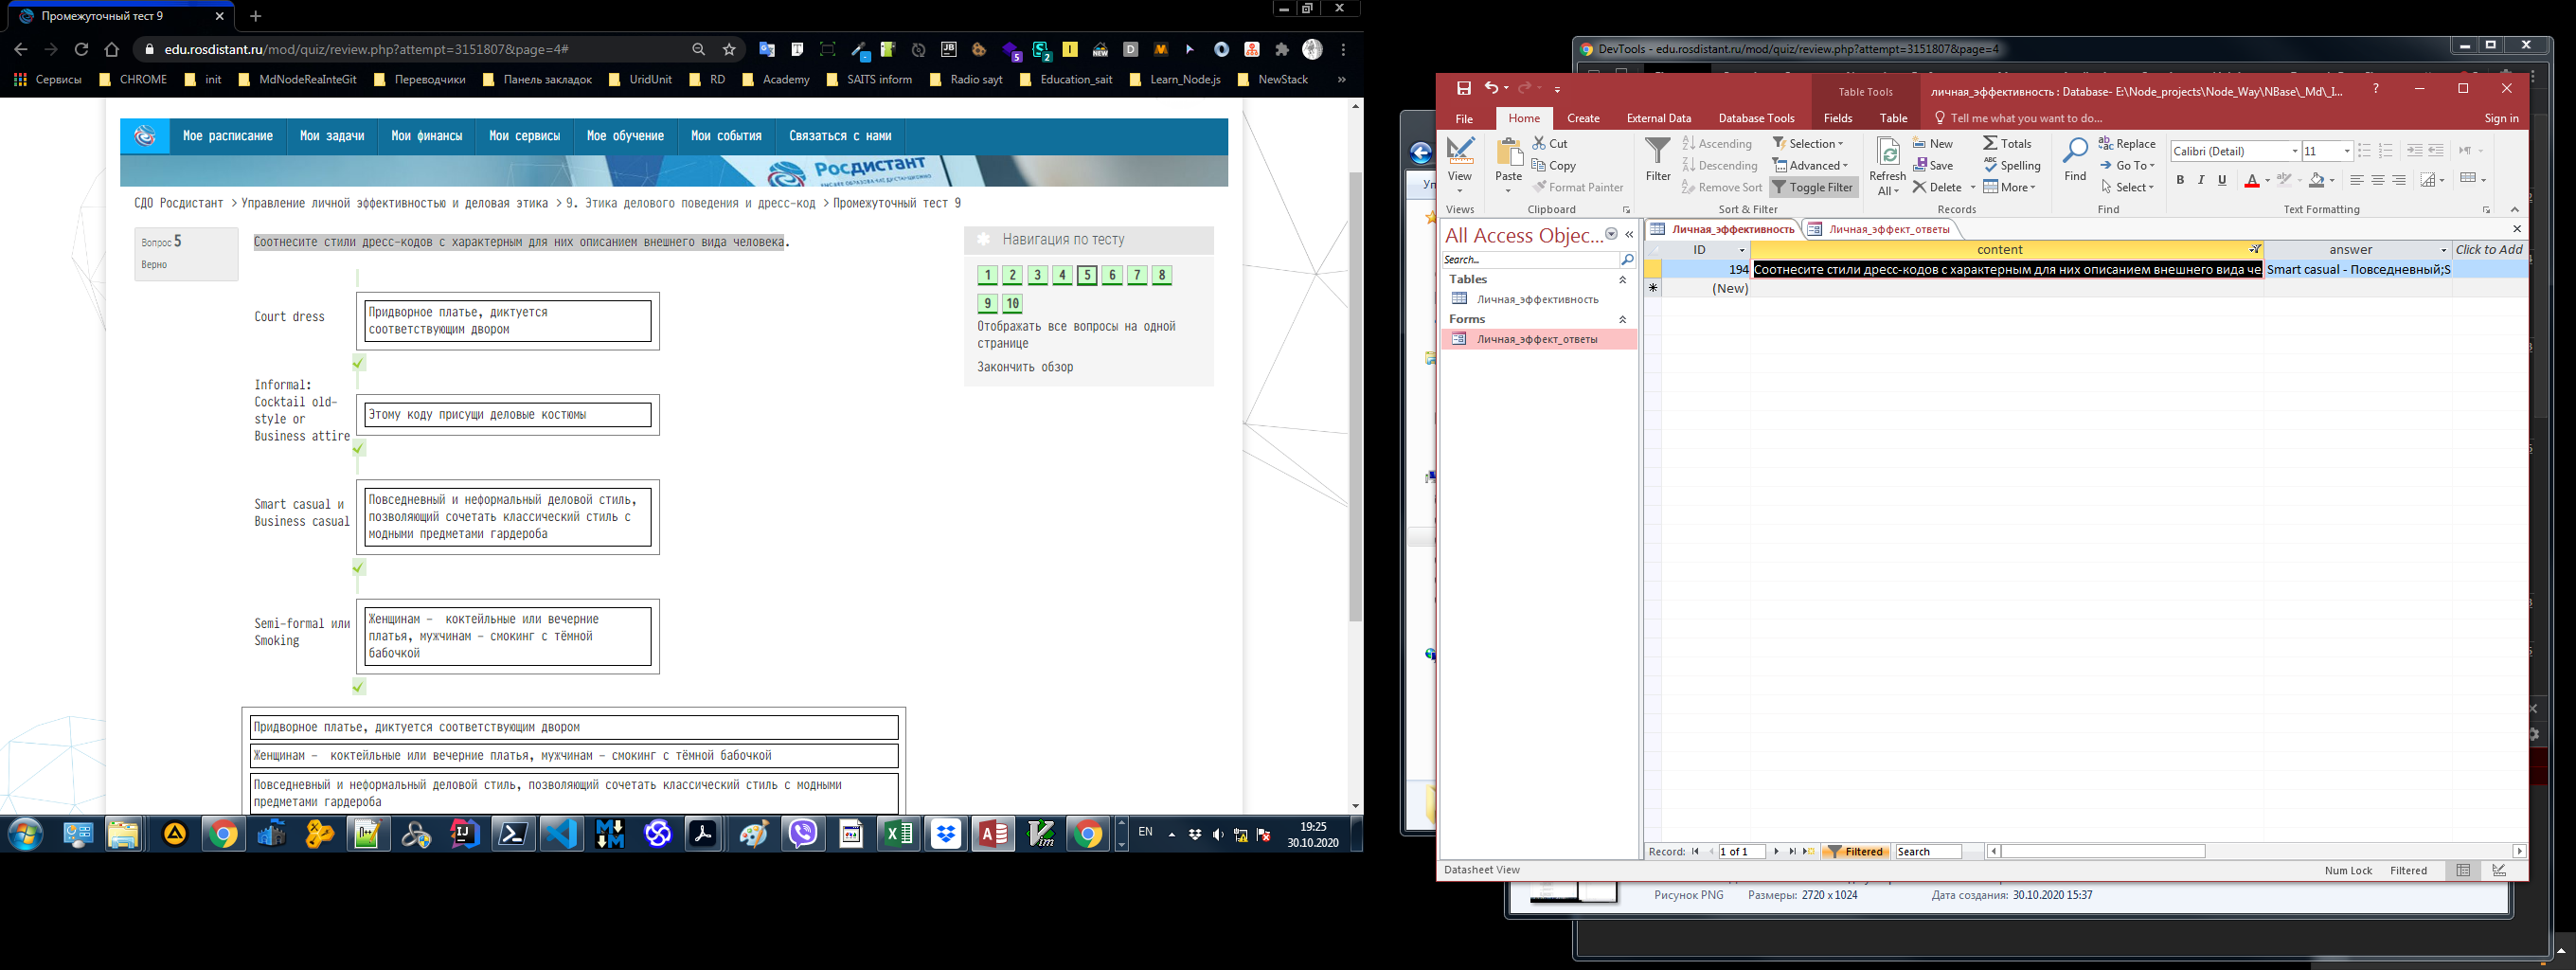 Промежуточный тест 9
edu.rosdistant.ru/mod/quiz/review.php?attempt=3151807&page=4#
Сервисы
CHROME
init
MdNodeReaInteGit
Переводчики
Панель закладок
UridUnit
RD
Academy
SAITS inform
Radio sayt
Education_sait
Learn_Node.js
NewStack
»
Мое расписание
Мои задачи
Мои финансы
Мои сервисы
Мое обучение
Мои события
Связаться с нами
Росдистант
СДО Росдистант > Управление личной эффективностью и деловая этика > 9. Этика делового поведения и дресс-код > Промежуточный тест 9
Вопрос 5
Верно
Соотнесите стили дресс-кодов с характерным для них описанием внешнего вида человека.
Court dress
Придворное платье, диктуется
соответствующим двором
Informal:
Cocktail old-
style or
Business attire
Этому коду присущи деловые костюмы
Smart casual и
Business casual
Повседневный и неформальный деловой стиль,
позволяющий сочетать классический стиль с
модными предметами гардероба
Semi-formal или
Smoking
Женщинам - коктейльные или вечерние
платья, мужчинам - смокинг с тёмной
бабочкой
Придворное платье, диктуется соответствующим двором
Женщинам - коктейльные или вечерние платья, мужчинам - смокинг с тёмной бабочкой
Повседневный и неформальный деловой стиль, позволяющий сочетать классический стиль с модными
предметами гардероба
Навигация по тесту
1 2 3 4 5 6 7 8
9 10
Отображать все вопросы на одной
странице
Закончить обзор
EN
19:25
30.10.2020
DevTools - edu.rosdistant.ru/mod/quiz/review.php?attempt=3151807&page=4
Table Tools
личная_эффективность : Database- E:\Node_projects\Node_Way\NBase\_Md\_I...
File
Home
Create
External Data
Database Tools
Fields
Table
Tell me what you want to do...
Sign in
View
Views
Paste
Cut
Copy
Format Painter
Clipboard
Filter
Ascending
Descending
Remove Sort
Selection
Advanced
Toggle Filter
Sort & Filter
Refresh
All
New
Save
Delete
Totals
Spelling
More
Records
Find
Replace
Go To
Select
Find
Calibri (Detail)
11
B I U
Text Formatting
All Access Objec...
Search...
Tables
Личная_эффективность
Forms
Личная_эффект_ответы
Личная_эффективность
Личная_эффект_ответы
ID
content
answer
Click to Add
194
Соотнесите стили дресс-кодов с характерным для них описанием внешнего вида че
Smart casual - Повседневный;S
(New)
Record:
1 of 1
Filtered
Search
Datasheet View
Num Lock
Filtered
Рисунок PNG
Размеры: 2720 x 1024
Дата создания: 30.10.2020 15:37